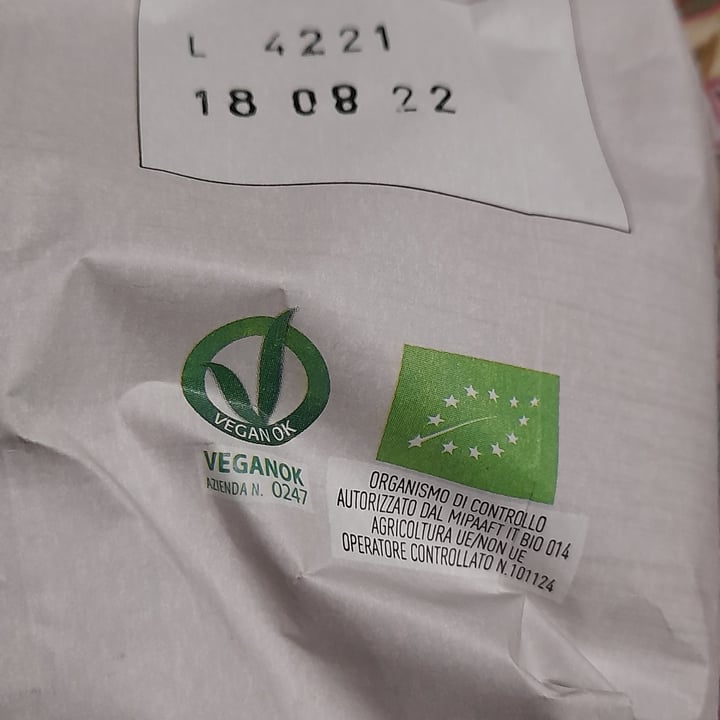 L 4221
18 08 22
VEGAN OK
VEGANOK
AZIENDA N. 0247
ORGANISMO DI CONTROLLO
AUTORIZZATO DAL MIPAAFT IT BIO 014
AGRICOLTURA UE/NON UE
OPERATORE CONTROLLATO N.101124